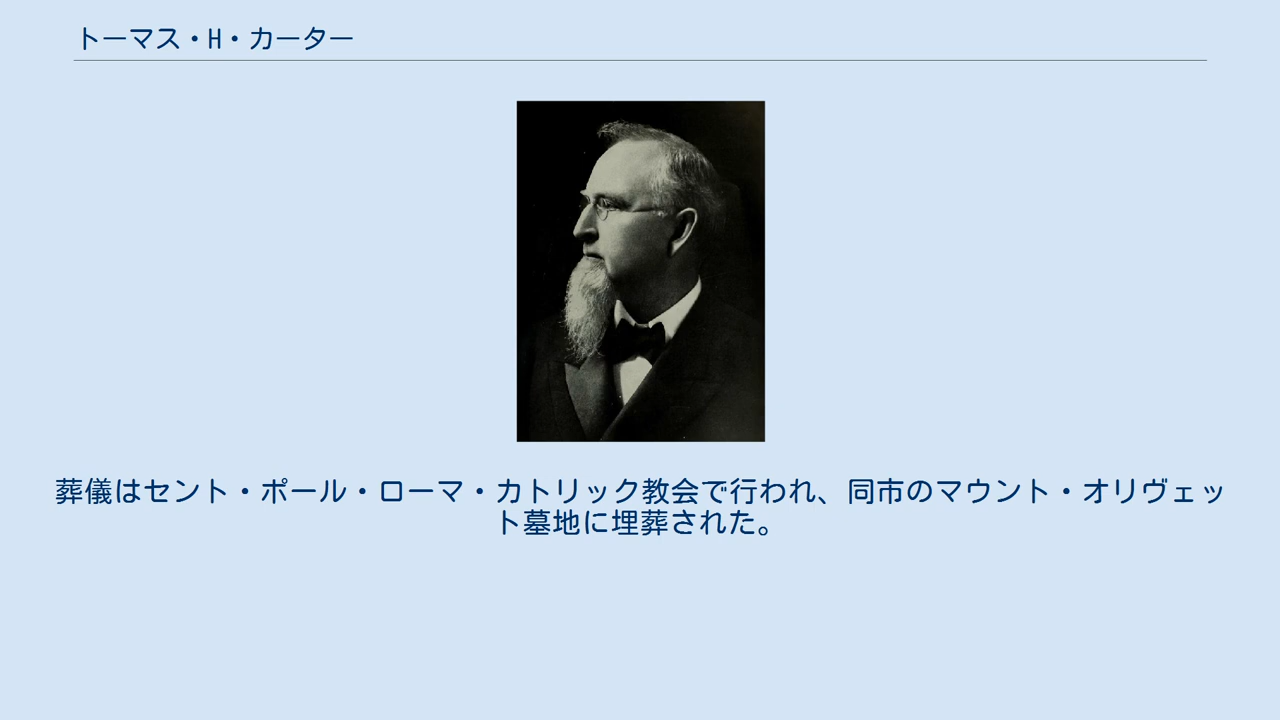 トーマス・H・カーター
葬儀はセント・ポール・ローマ・カトリック教会で行われ、同市のマウント・オリヴェッ
ト墓地に埋葬された。